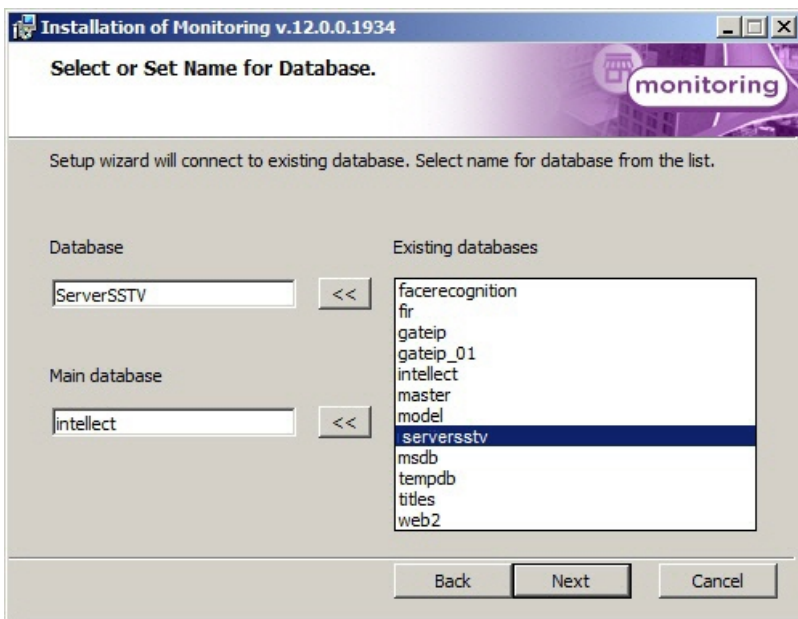 Installation of Monitoring v.12.0.0.1934
Select or Set Name for Database.
monitoring
Setup wizard will connect to existing database. Select name for database from the list.
Database
ServerSSTV
<<
Main database
intellect
<<
Existing databases
facerecognition
fir
gateip
gateip_01
intellect
master
model
serversstv
msdb
tempdb
titles
web2
Back Next Cancel